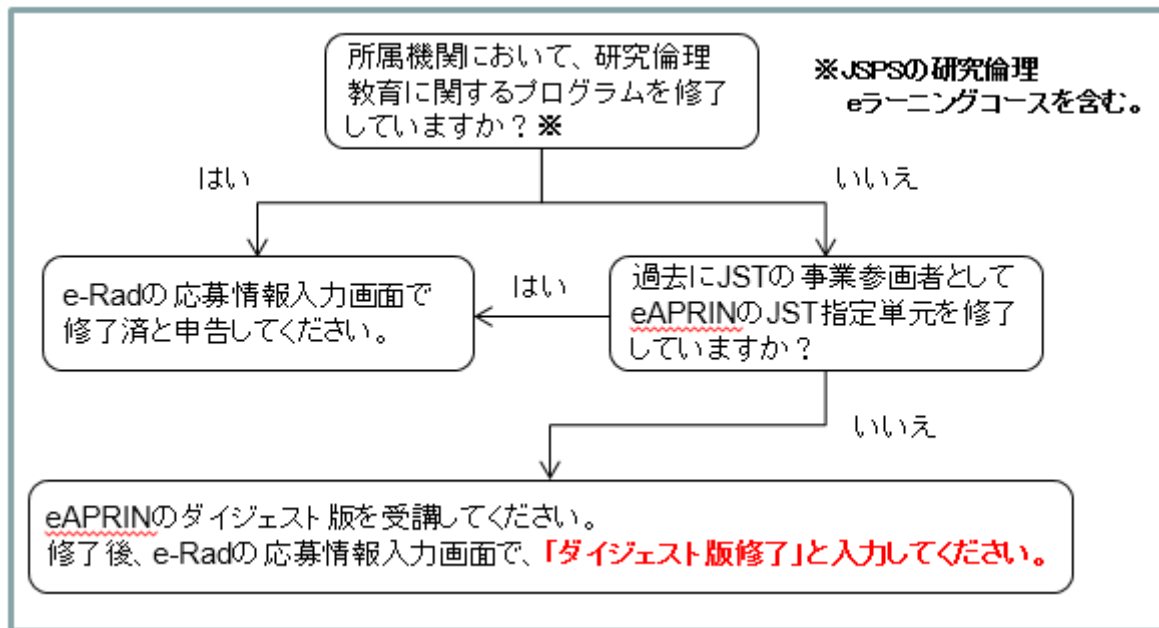 所属機関において、研究倫理
教育に関するプログラムを修了
していますか？※
※JSPSの研究倫理
eラーニングコースを含む。
はい
いいえ
e-Radの応募情報入力画面で
修了済と申告してください。
はい
過去にJSTの事業参画者として
eAPRINのJST指定単元を修了
していますか？
いいえ
eAPRINのダイジェスト版を受講してください。
修了後、e-Radの応募情報入力画面で、「ダイジェスト版修了」と入力してください。